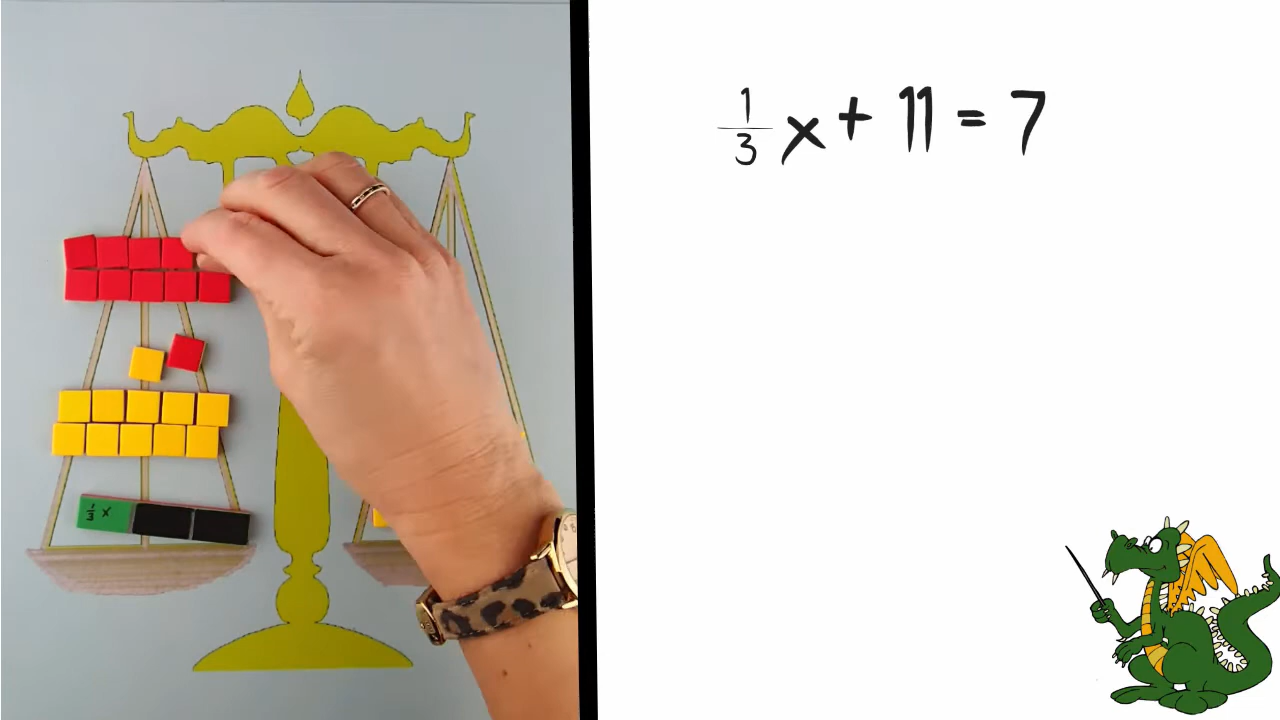 1/3 x
1/3 x + 11 = 7